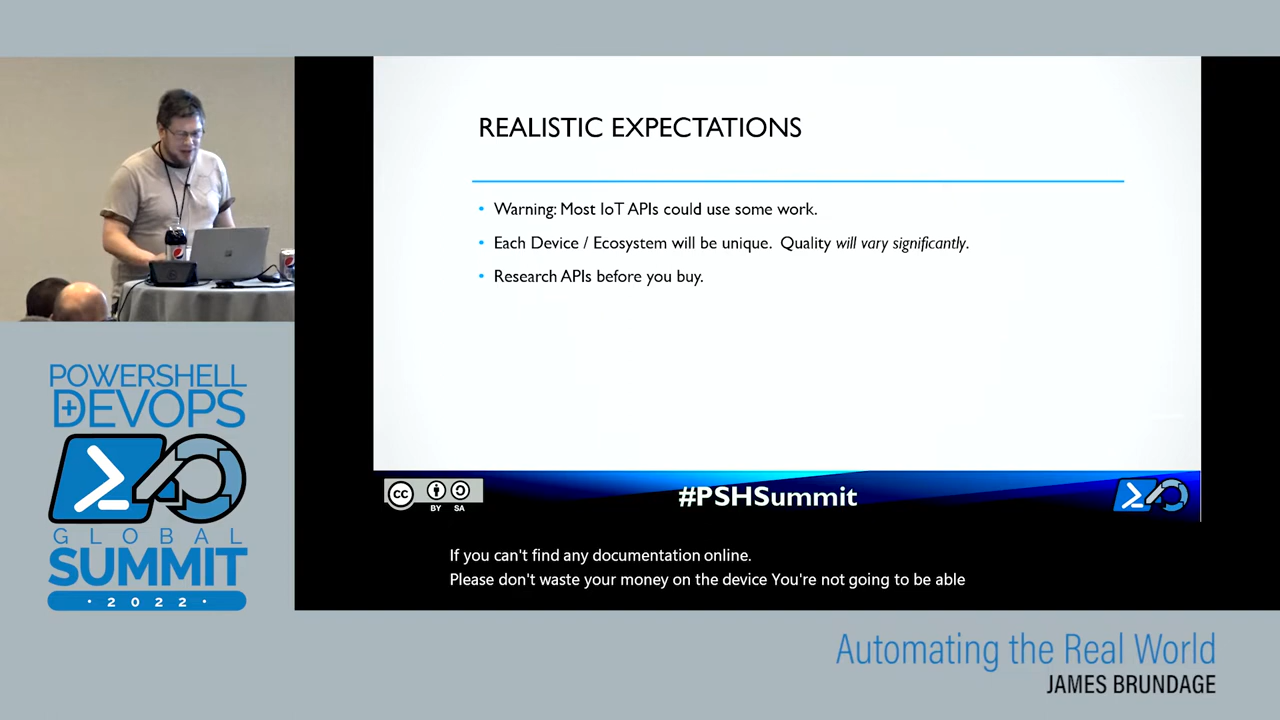 REALISTIC EXPECTATIONS
• Warning: Most IoT APIs could use some work.
• Each Device / Ecosystem will be unique.  Quality will vary significantly.
• Research APIs before you buy.
CC
BY SA
#PSHSummit
If you can't find any documentation online.
Please don't waste your money on the device You're not going to be able
POWERSHELL
+DEVOPS
GLOBAL
SUMMIT
· 2022 ·
Automating the Real World
JAMES BRUNDAGE